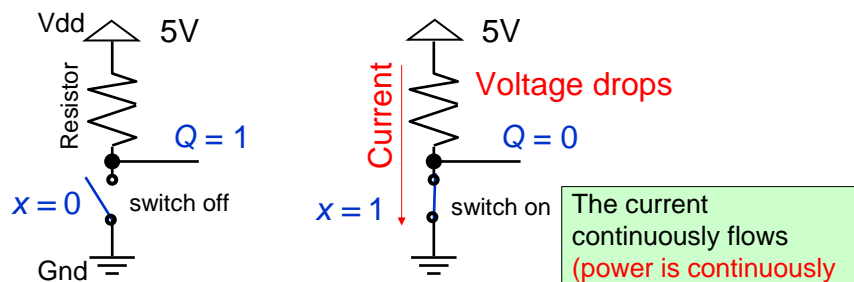 Vdd
5V
Resistor
Q = 1
x = 0
switch off
Gnd
5V
Current
Voltage drops
Q = 0
x = 1
switch on
The current
continuously flows
(power is continuously